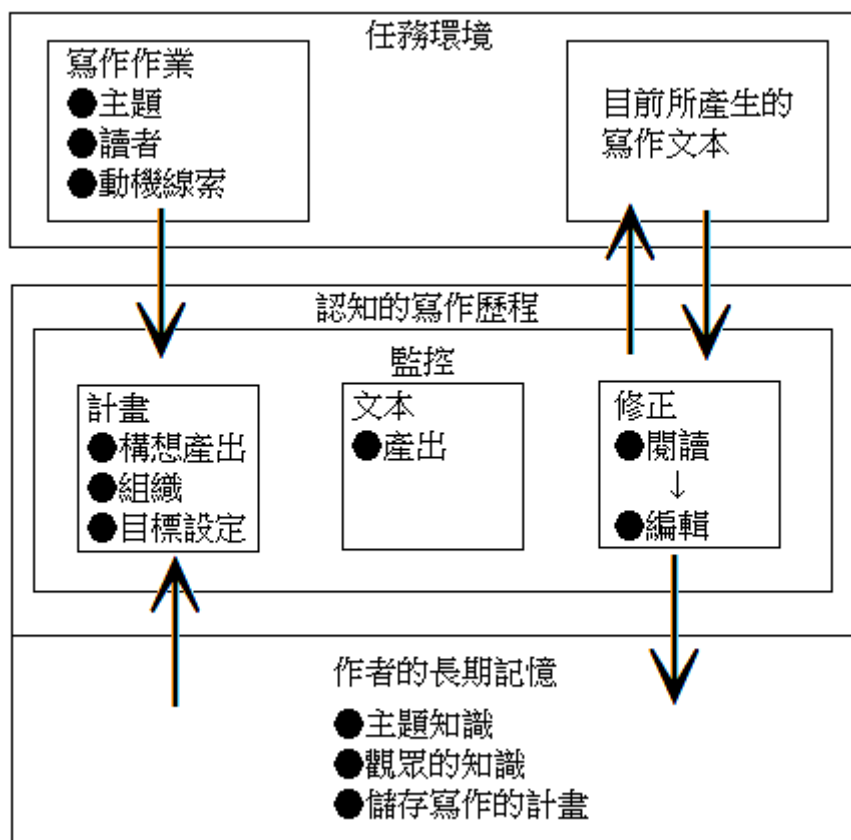 任務環境
寫作作業
●主題
●讀者
●動機線索
目前所產生的
寫作文本
認知的寫作歷程
監控
計畫
●構想產出
●組織
●目標設定
文本
●產出
修正
●閱讀
↓
●編輯
作者的長期記憶
●主題知識
●觀眾的知識
●儲存寫作的計畫